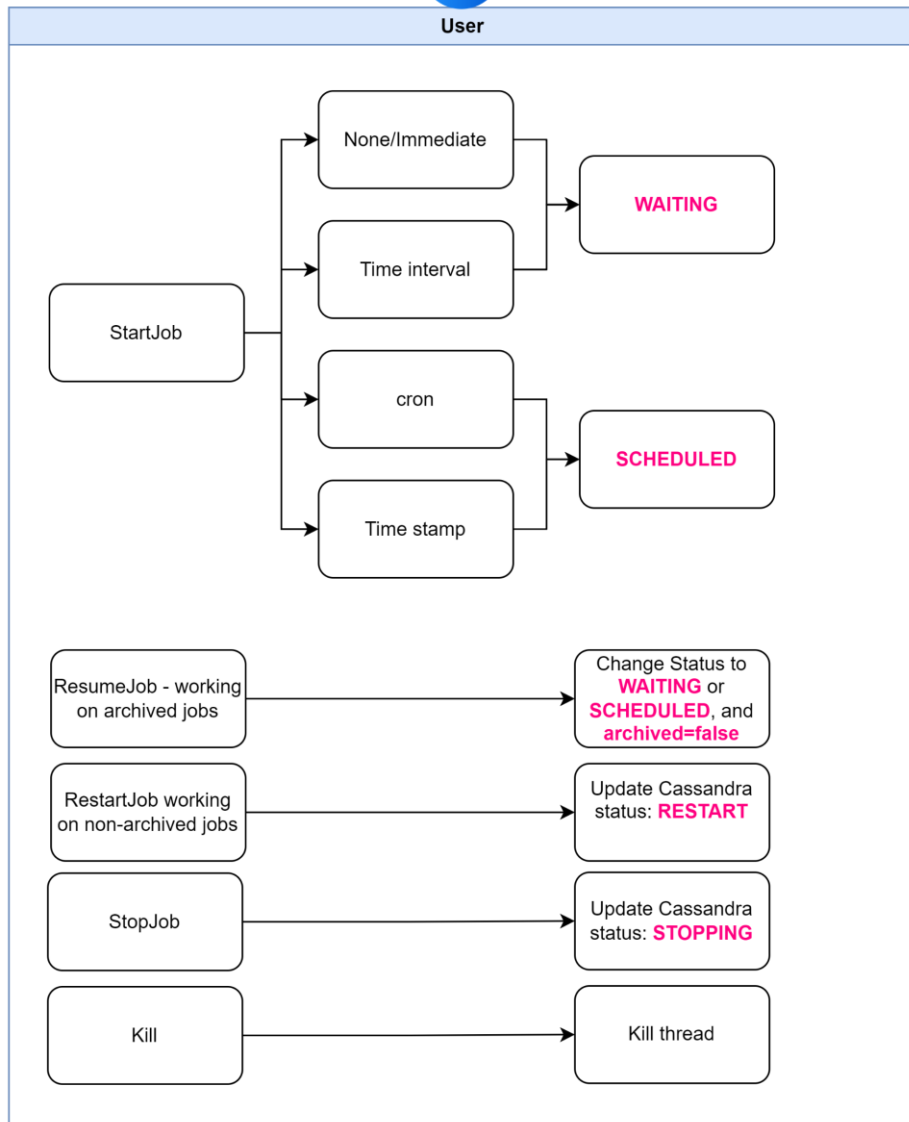 User
None/Immediate
WAITING
Time interval
StartJob
cron
SCHEDULED
Time stamp
ResumeJob - working
on archived jobs
Change Status to
WAITING or
SCHEDULED, and
archived=false
RestartJob working
on non-archived jobs
Update Cassandra
status: RESTART
StopJob
Update Cassandra
status: STOPPING
Kill
Kill thread